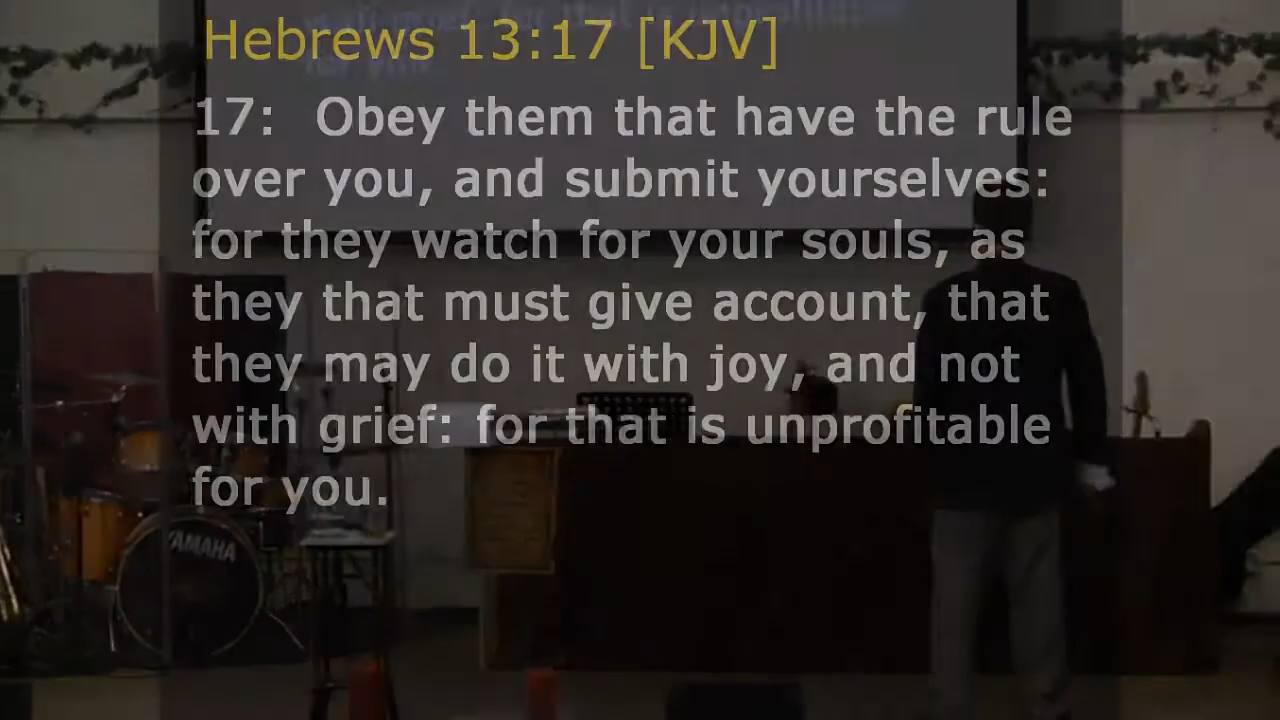 Hebrews 13:17 [KJV]
17: Obey them that have the rule
over you, and submit yourselves:
for they watch for your souls, as
they that must give account, that
they may do it with joy, and not
with grief: for that is unprofitable
for you.
YAMAHA